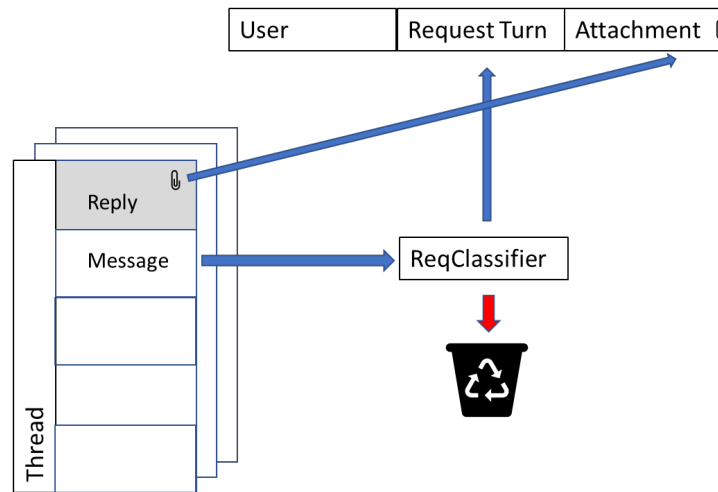 User
Request Turn
Attachment
Reply
Message
ReqClassifier
Thread